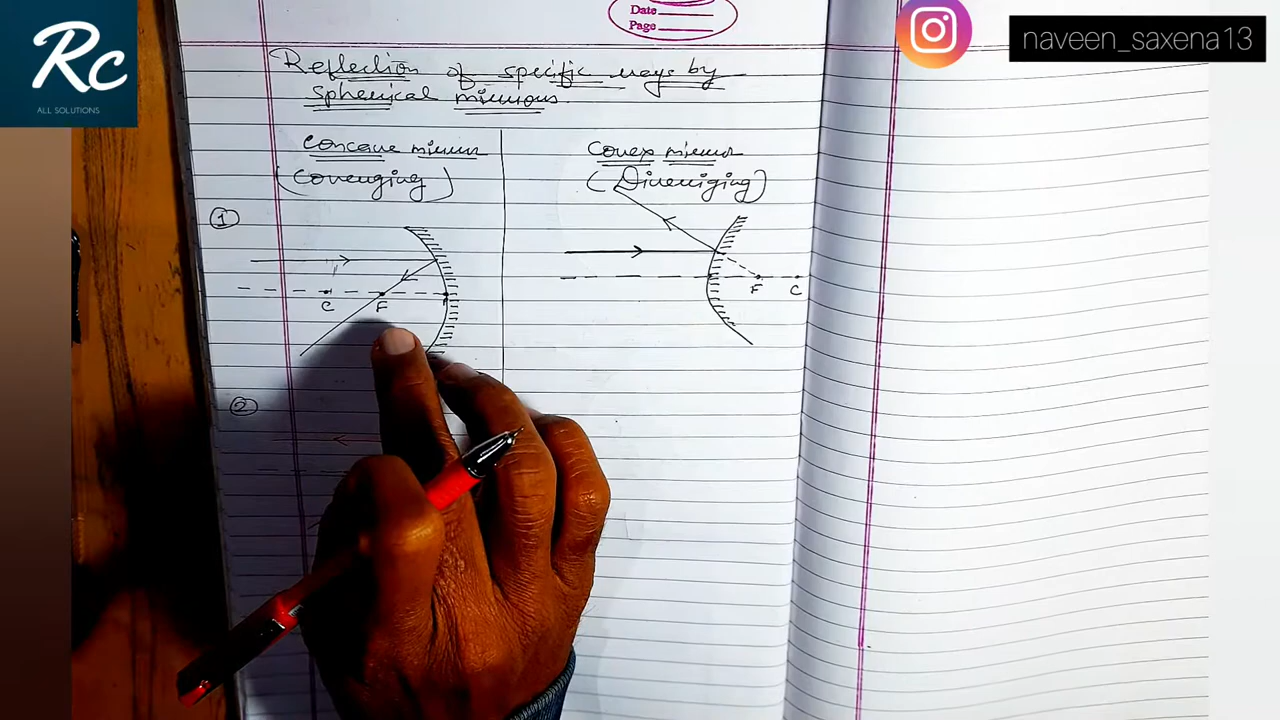 Rc
ALL SOLUTIONS
Date
Page
naveen_saxena13
Reflection of specific rays by
spherical mirrors.
Concave mirror
(Converging)
Convex mirror
(Diverging)
①
C
F
P
F
C
②